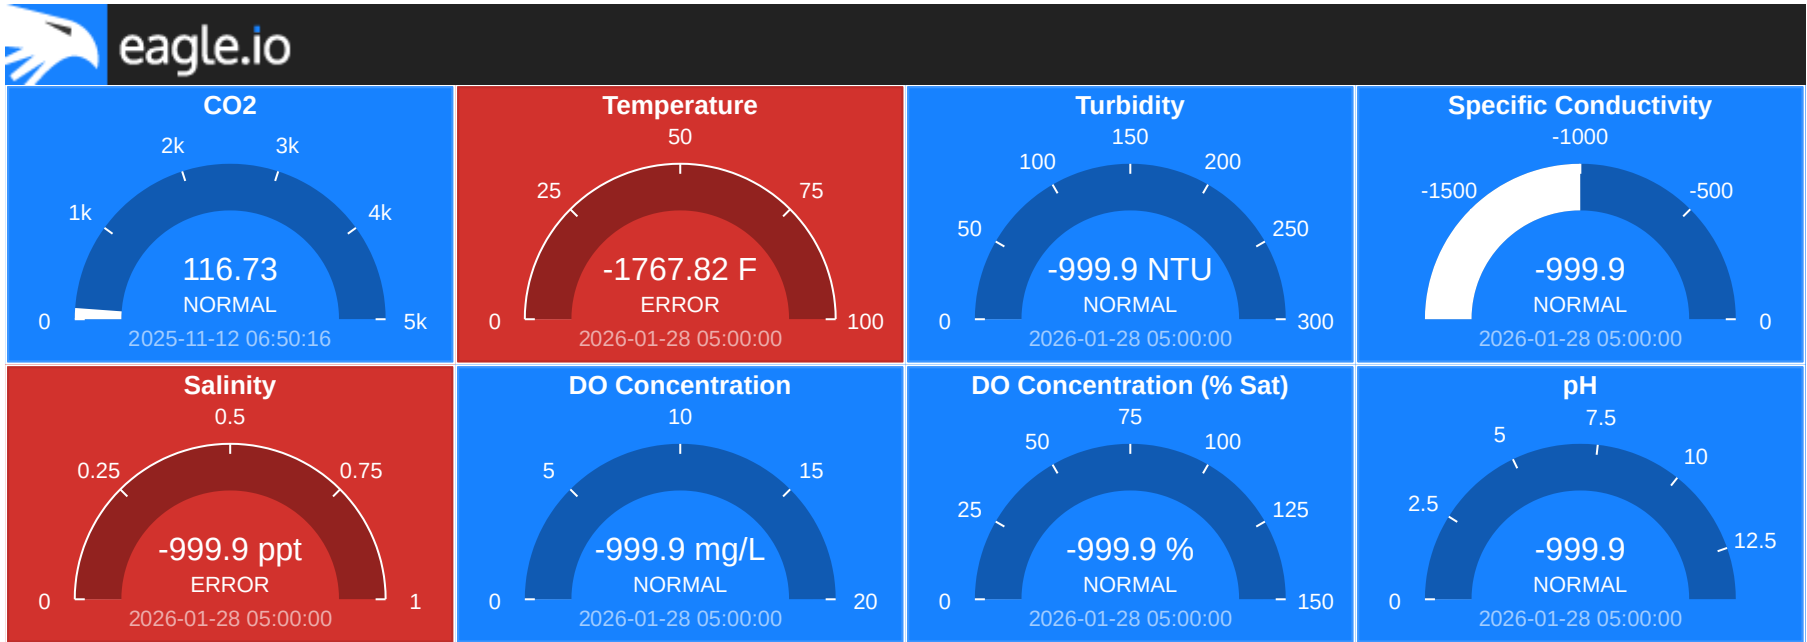 eagle.io
CO2
0
1k
2k
3k
4k
5k
116.73
NORMAL
2025-11-12 06:50:16
Temperature
0
25
50
75
100
-1767.82 F
ERROR
2026-01-28 05:00:00
Turbidity
0
50
100
150
200
250
300
-999.9 NTU
NORMAL
2026-01-28 05:00:00
Specific Conductivity
-1500
-1000
-500
0
-999.9
NORMAL
2026-01-28 05:00:00
Salinity
0
0.25
0.5
0.75
1
-999.9 ppt
ERROR
2026-01-28 05:00:00
DO Concentration
0
5
10
15
20
-999.9 mg/L
NORMAL
2026-01-28 05:00:00
DO Concentration (% Sat)
0
25
50
75
100
125
150
-999.9 %
NORMAL
2026-01-28 05:00:00
pH
0
2.5
5
7.5
10
12.5
-999.9
NORMAL
2026-01-28 05:00:00